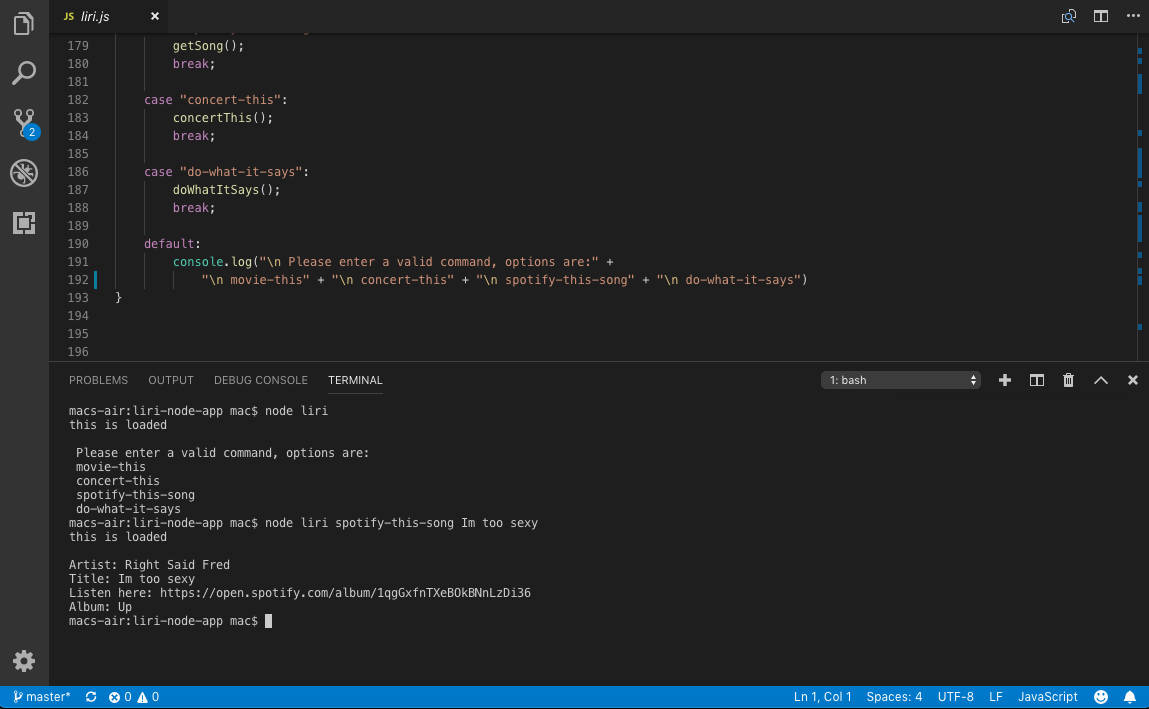 JS liri.js
179 getSong();
180 break;
181
182 case "concert-this":
183 concertThis();
184 break;
185
186 case "do-what-it-says":
187 doWhatItSays();
188 break;
189
190 default:
191 console.log("\n Please enter a valid command, options are:" +
192 "\n movie-this" + "\n concert-this" + "\n spotify-this-song" + "\n do-what-it-says")
193 }
194
195
196
2
PROBLEMS OUTPUT DEBUG CONSOLE TERMINAL 1: bash
macs-air:liri-node-app mac$ node liri
this is loaded
Please enter a valid command, options are:
movie-this
concert-this
spotify-this-song
do-what-it-says
macs-air:liri-node-app mac$ node liri spotify-this-song Im too sexy
this is loaded
Artist: Right Said Fred
Title: Im too sexy
Listen here: https://open.spotify.com/album/1qgGxfnTXeBOkBNnLzDi36
Album: Up
macs-air:liri-node-app mac$
master* 0 0 Ln 1, Col 1 Spaces: 4 UTF-8 LF JavaScript